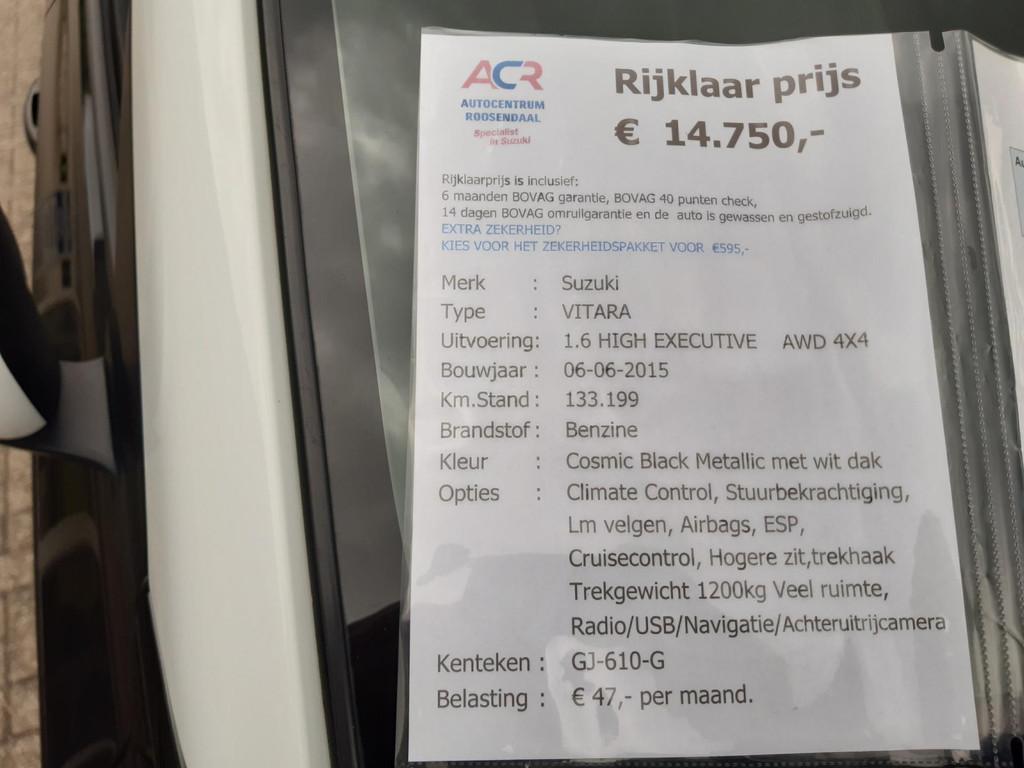 ACR
AUTOCENTRUM
ROOSENDAAL
Specialist
in Suzuki
Rijklaar prijs
€ 14.750,-
Rijklaarprijs is inclusief:
6 maanden BOVAG garantie, BOVAG 40 punten check,
14 dagen BOVAG omruilgarantie en de auto is gewassen en gestofzuigd.
EXTRA ZEKERHEID?
KIES VOOR HET ZEKERHEIDSPAKKET VOOR €595,-
Merk : Suzuki
Type : VITARA
Uitvoering: 1.6 HIGH EXECUTIVE AWD 4X4
Bouwjaar : 06-06-2015
Km.Stand : 133.199
Brandstof : Benzine
Kleur : Cosmic Black Metallic met wit dak
Opties : Climate Control, Stuurbekrachtiging,
Lm velgen, Airbags, ESP,
Cruisecontrol, Hogere zit,trekhaak
Trekgewicht 1200kg Veel ruimte,
Radio/USB/Navigatie/Achteruitrijcamera
Kenteken : GJ-610-G
Belasting : € 47,- per maand.